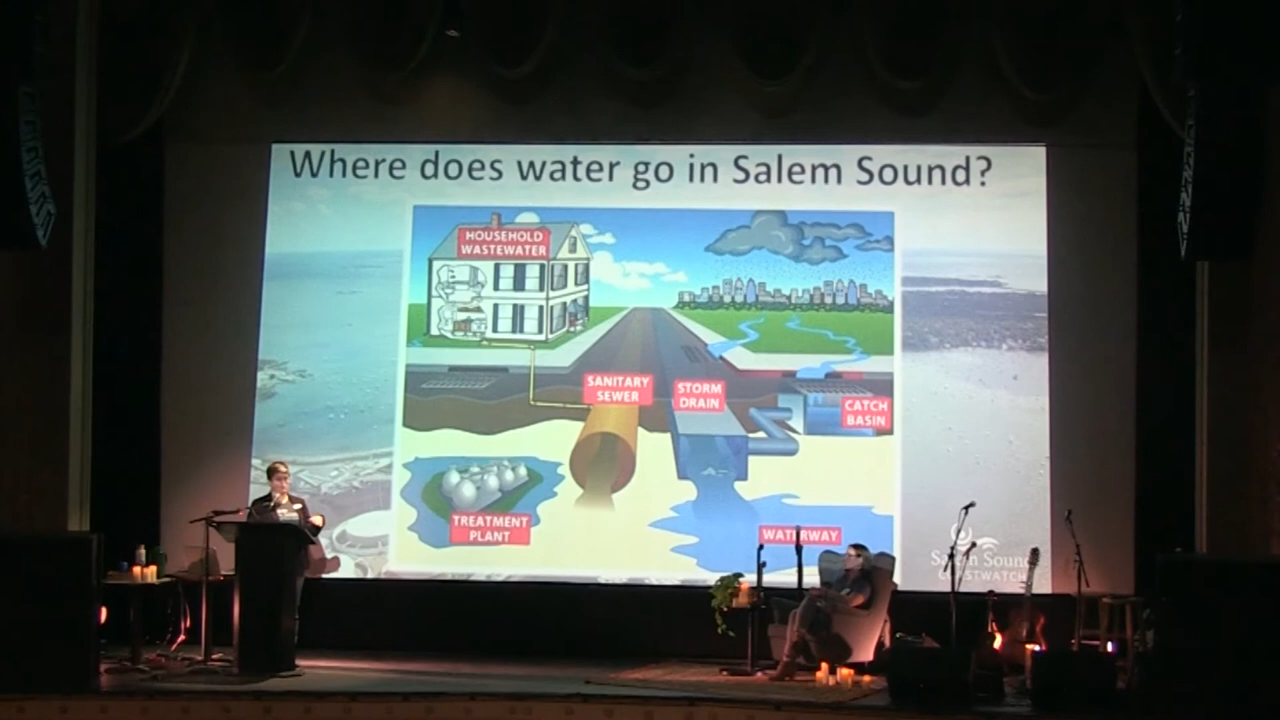 Where does water go in Salem Sound?
HOUSEHOLD
WASTEWATER
SANITARY
SEWER
STORM
DRAIN
CATCH
BASIN
TREATMENT
PLANT
WATERWAY
Salem Sound
COASTWATCH